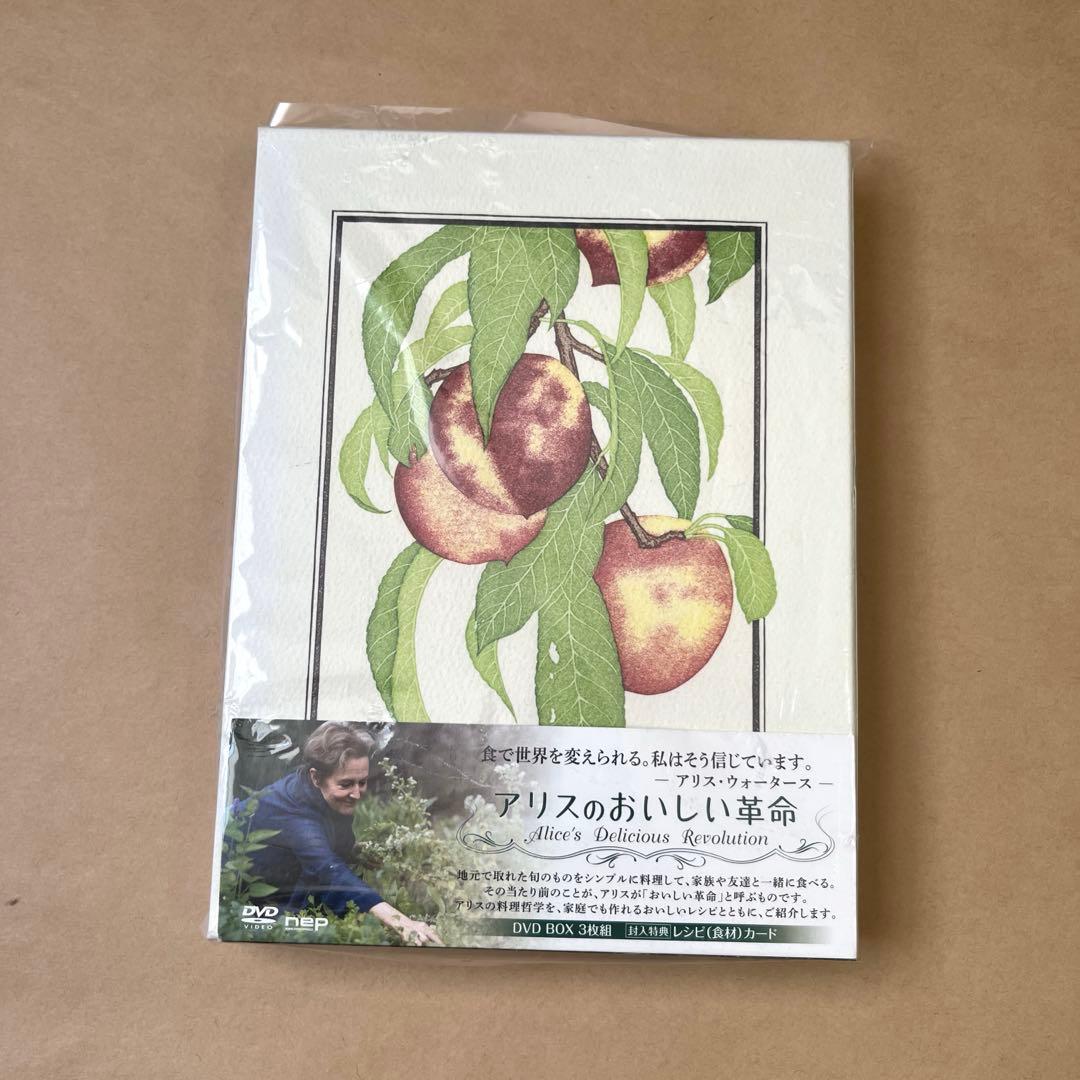 食で世界を変えられる。私はそう信じています。
― アリス・ウォータース ―
アリスのおいしい革命
Alice's Delicious Revolution
地元で取れた旬のものをシンプルに料理して、家族や友達と一緒に食べる。
その当たり前のことが、アリスが「おいしい革命」と呼ぶものです。
アリスの料理哲学を、家庭でも作れるおいしいレシピとともに、ご紹介します。
DVD VIDEO nep
DVD BOX 3枚組 封入特典 レシピ(食材)カード